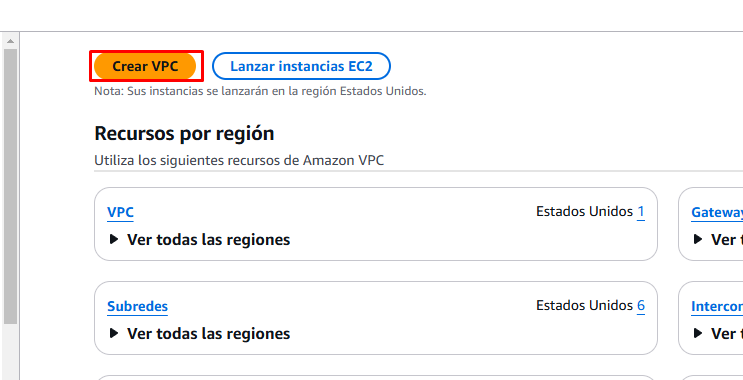 Crear VPC
Lanzar instancias EC2
Nota: Sus instancias se lanzarán en la región Estados Unidos.
Recursos por región
Utiliza los siguientes recursos de Amazon VPC
VPC
Estados Unidos 1
Ver todas las regiones
Gateway
Ver t
Subredes
Estados Unidos 6
Ver todas las regiones
Intercon
Ver t